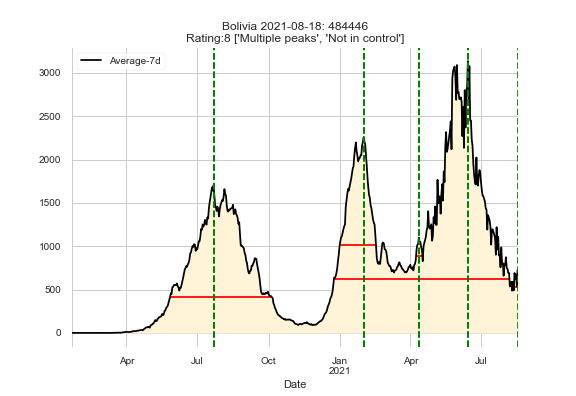 Bolivia 2021-08-18: 484446
Rating:8 ['Multiple peaks', 'Not in control']
Average-7d
3000
2500
2000
1500
1000
500
0
Apr
Jul
Oct
Jan
2021
Apr
Jul
Date